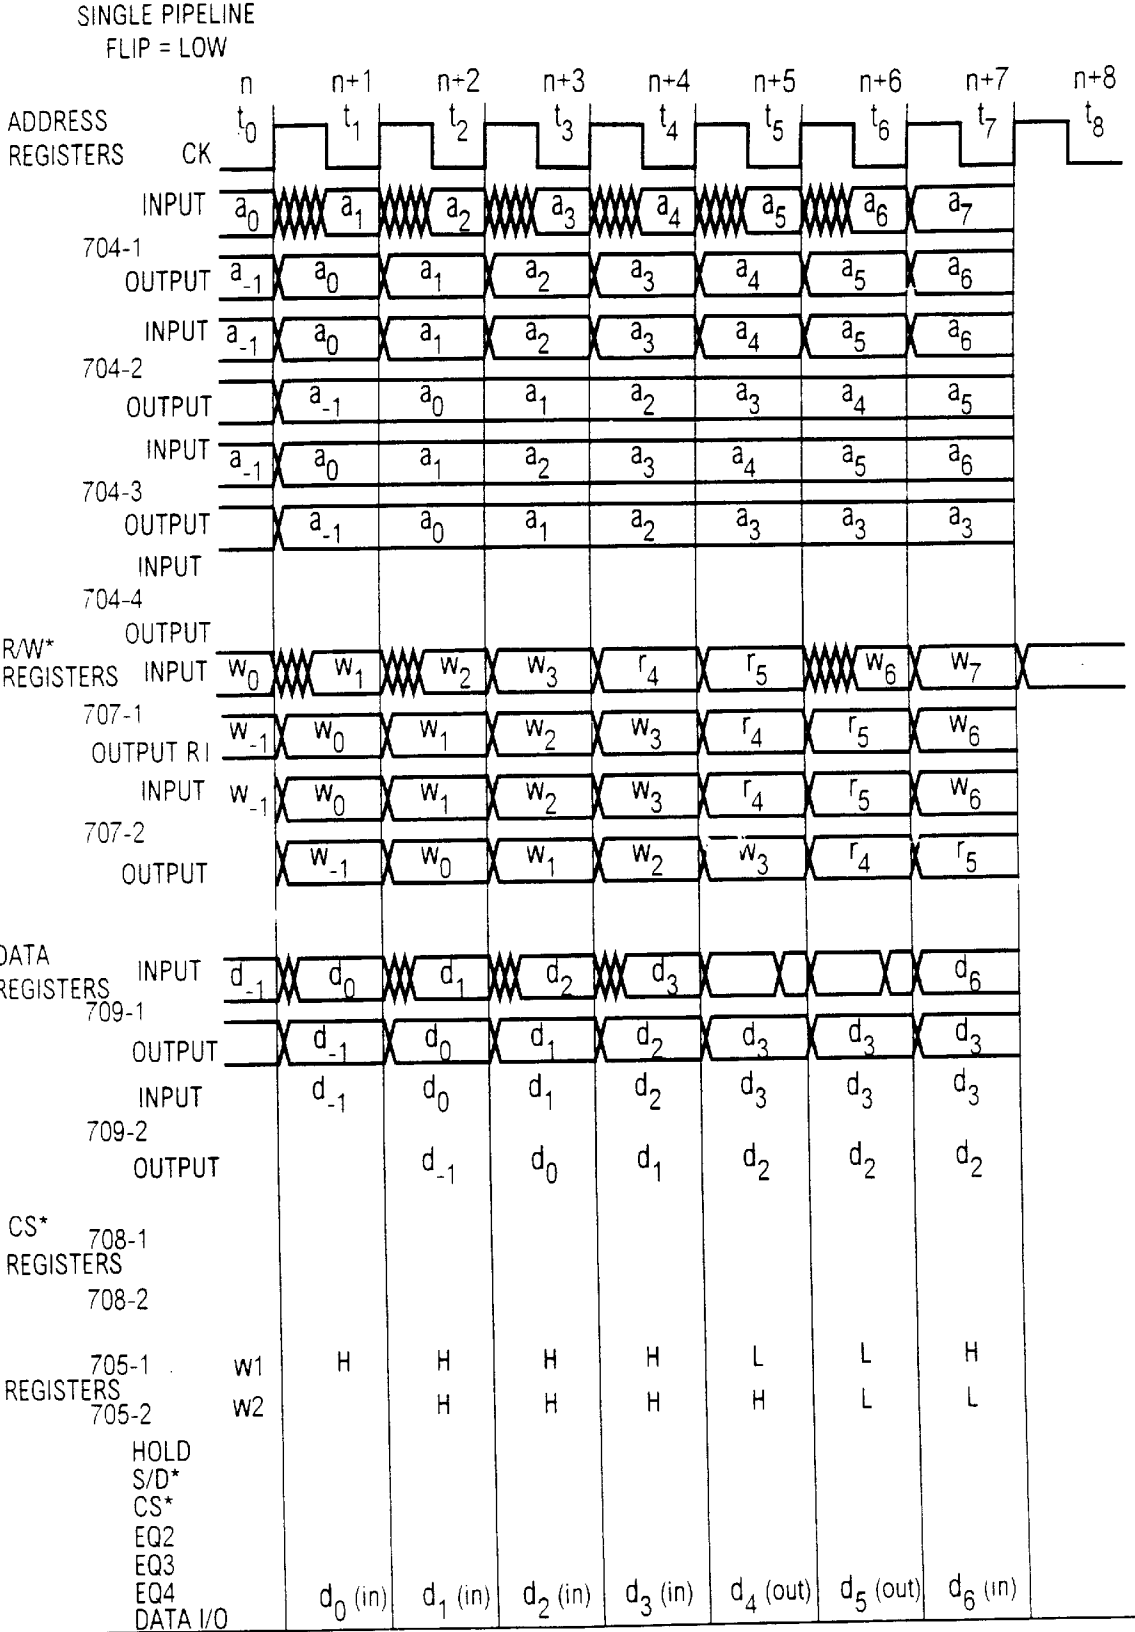 SINGLE PIPELINE
FLIP = LOW
n n+1 n+2 n+3 n+4 n+5 n+6 n+7 n+8
ADDRESS
REGISTERS CK t0 t1 t2 t3 t4 t5 t6 t7 t8
INPUT a0 a1 a2 a3 a4 a5 a6 a7
704-1
OUTPUT a-1 a0 a1 a2 a3 a4 a5 a6
INPUT a-1 a0 a1 a2 a3 a4 a5 a6
704-2
OUTPUT a-1 a0 a1 a2 a3 a4 a5
INPUT a-1 a0 a1 a2 a3 a4 a5 a6
704-3
OUTPUT a-1 a0 a1 a2 a3 a3 a3
INPUT
704-4
OUTPUT
R/W*
REGISTERS INPUT w0 w1 w2 w3 r4 r5 w6 w7
707-1
OUTPUT RI w-1 w0 w1 w2 w3 r4 r5 w6
INPUT w-1 w0 w1 w2 w3 r4 r5 w6
707-2
OUTPUT w-1 w0 w1 w2 w3 r4 r5
DATA
REGISTERS INPUT d-1 d0 d1 d2 d3 d6
709-1
OUTPUT d-1 d0 d1 d2 d3 d3 d3
INPUT d-1 d0 d1 d2 d3 d3 d3
709-2
OUTPUT d-1 d0 d1 d2 d2 d2
CS*
708-1
REGISTERS
708-2
705-1 W1 H H H H L L H
REGISTERS
705-2 W2 H H H H L L
HOLD
S/D*
CS*
EQ2
EQ3
EQ4
DATA I/O d0 (in) d1 (in) d2 (in) d3 (in) d4 (out) d5 (out) d6 (in)